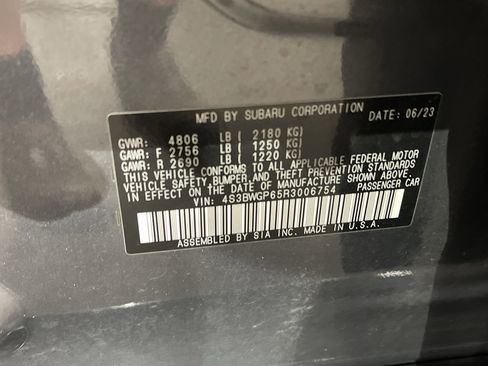 MFD BY SUBARU CORPORATION DATE: 06/23
GVWR: 4806 LB ( 2180 KG)
GAWR: F 2756 LB ( 1250 KG)
GAWR: R 2690 LB ( 1220 KG)
THIS VEHICLE CONFORMS TO ALL APPLICABLE FEDERAL MOTOR
VEHICLE SAFETY, BUMPER, AND THEFT PREVENTION STANDARDS
IN EFFECT ON THE DATE OF MANUFACTURE SHOWN ABOVE.
VIN: 4S3BWGP65R3006754 PASSENGER CAR
ASSEMBLED BY SIA INC. MADE IN U.S.A.